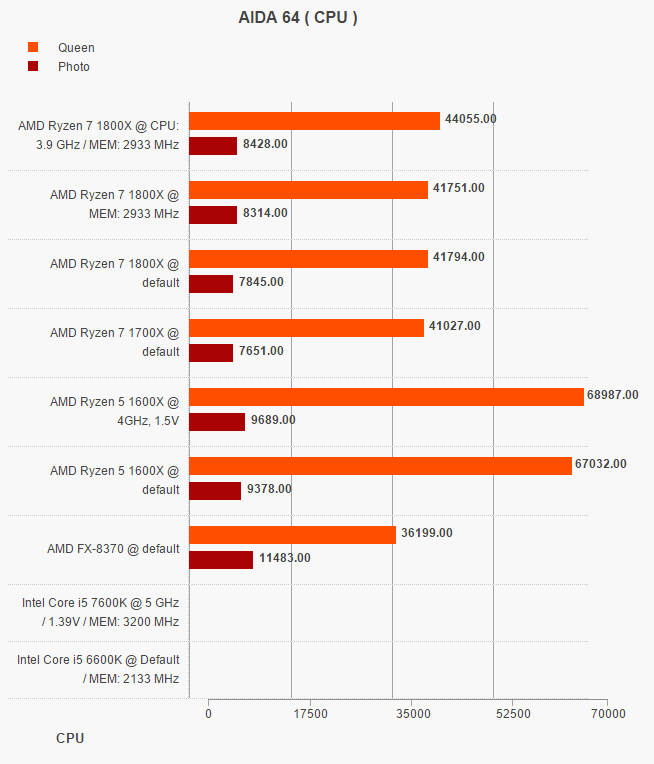 AIDA 64 ( CPU )
Queen
Photo
AMD Ryzen 7 1800X @ CPU:
3.9 GHz / MEM: 2933 MHz
44055.00
8428.00
AMD Ryzen 7 1800X @
MEM: 2933 MHz
41751.00
8314.00
AMD Ryzen 7 1800X @
default
41794.00
7845.00
AMD Ryzen 7 1700X @
default
41027.00
7651.00
AMD Ryzen 5 1600X @
4GHz, 1.5V
68987.00
9689.00
AMD Ryzen 5 1600X @
default
67032.00
9378.00
AMD FX-8370 @ default
36199.00
11483.00
Intel Core i5 7600K @ 5 GHz
/ 1.39V / MEM: 3200 MHz
Intel Core i5 6600K @ Default
/ MEM: 2133 MHz
0 17500 35000 52500 70000
CPU